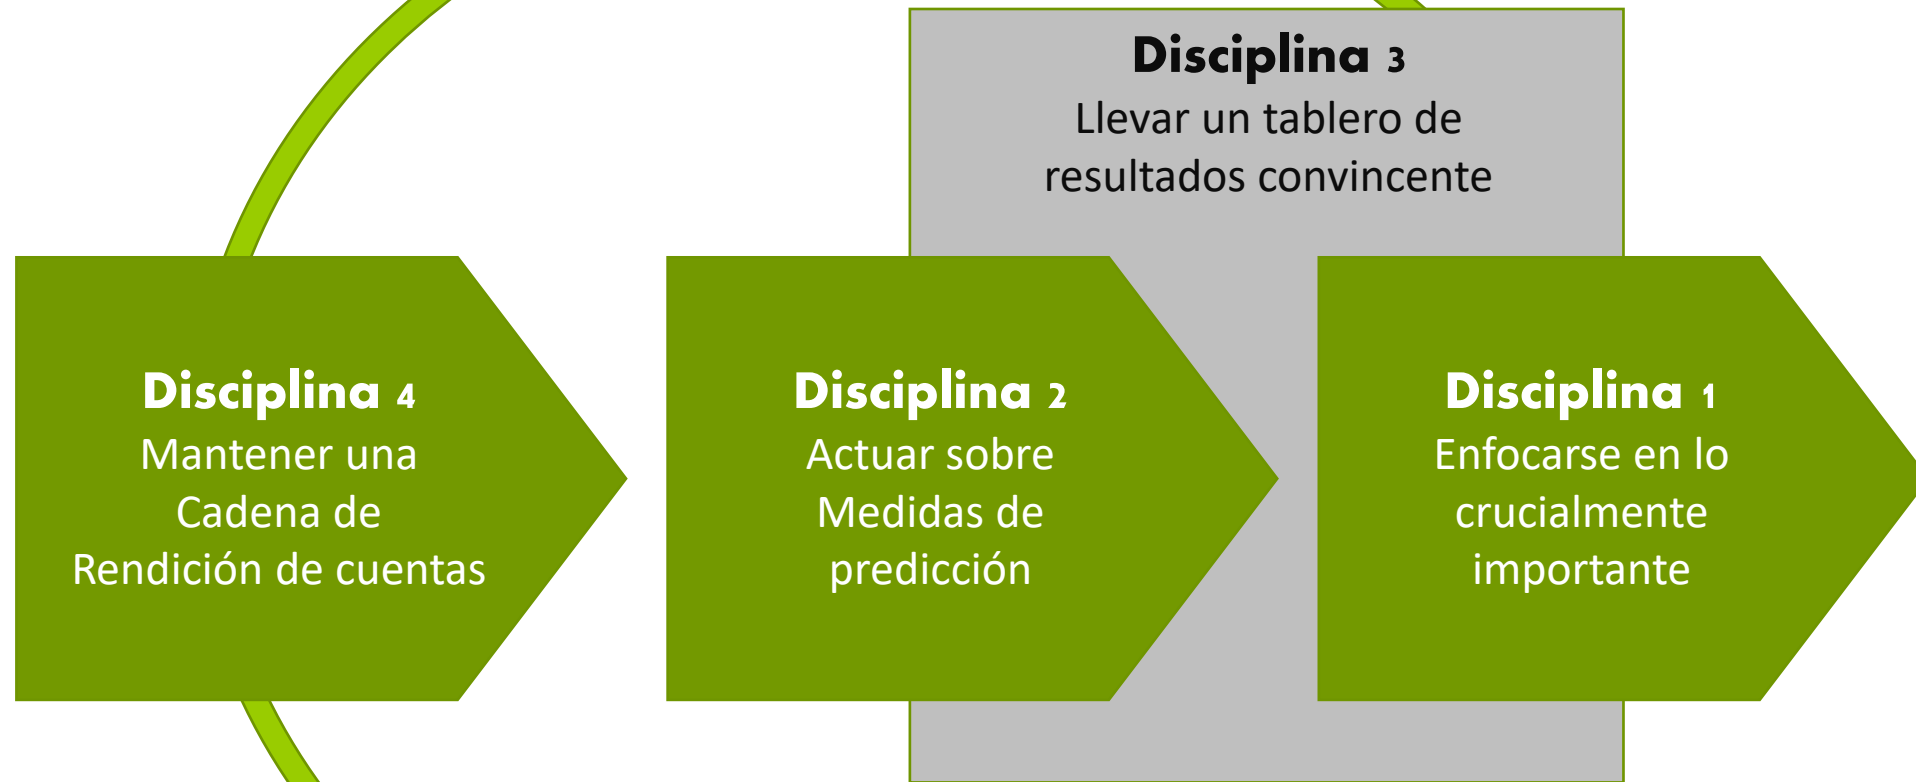 Disciplina 3
Llevar un tablero de
resultados convincente
Disciplina 4
Mantener una
Cadena de
Rendición de cuentas
Disciplina 2
Actuar sobre
Medidas de
predicción
Disciplina 1
Enfocarse en lo
crucialmente
importante